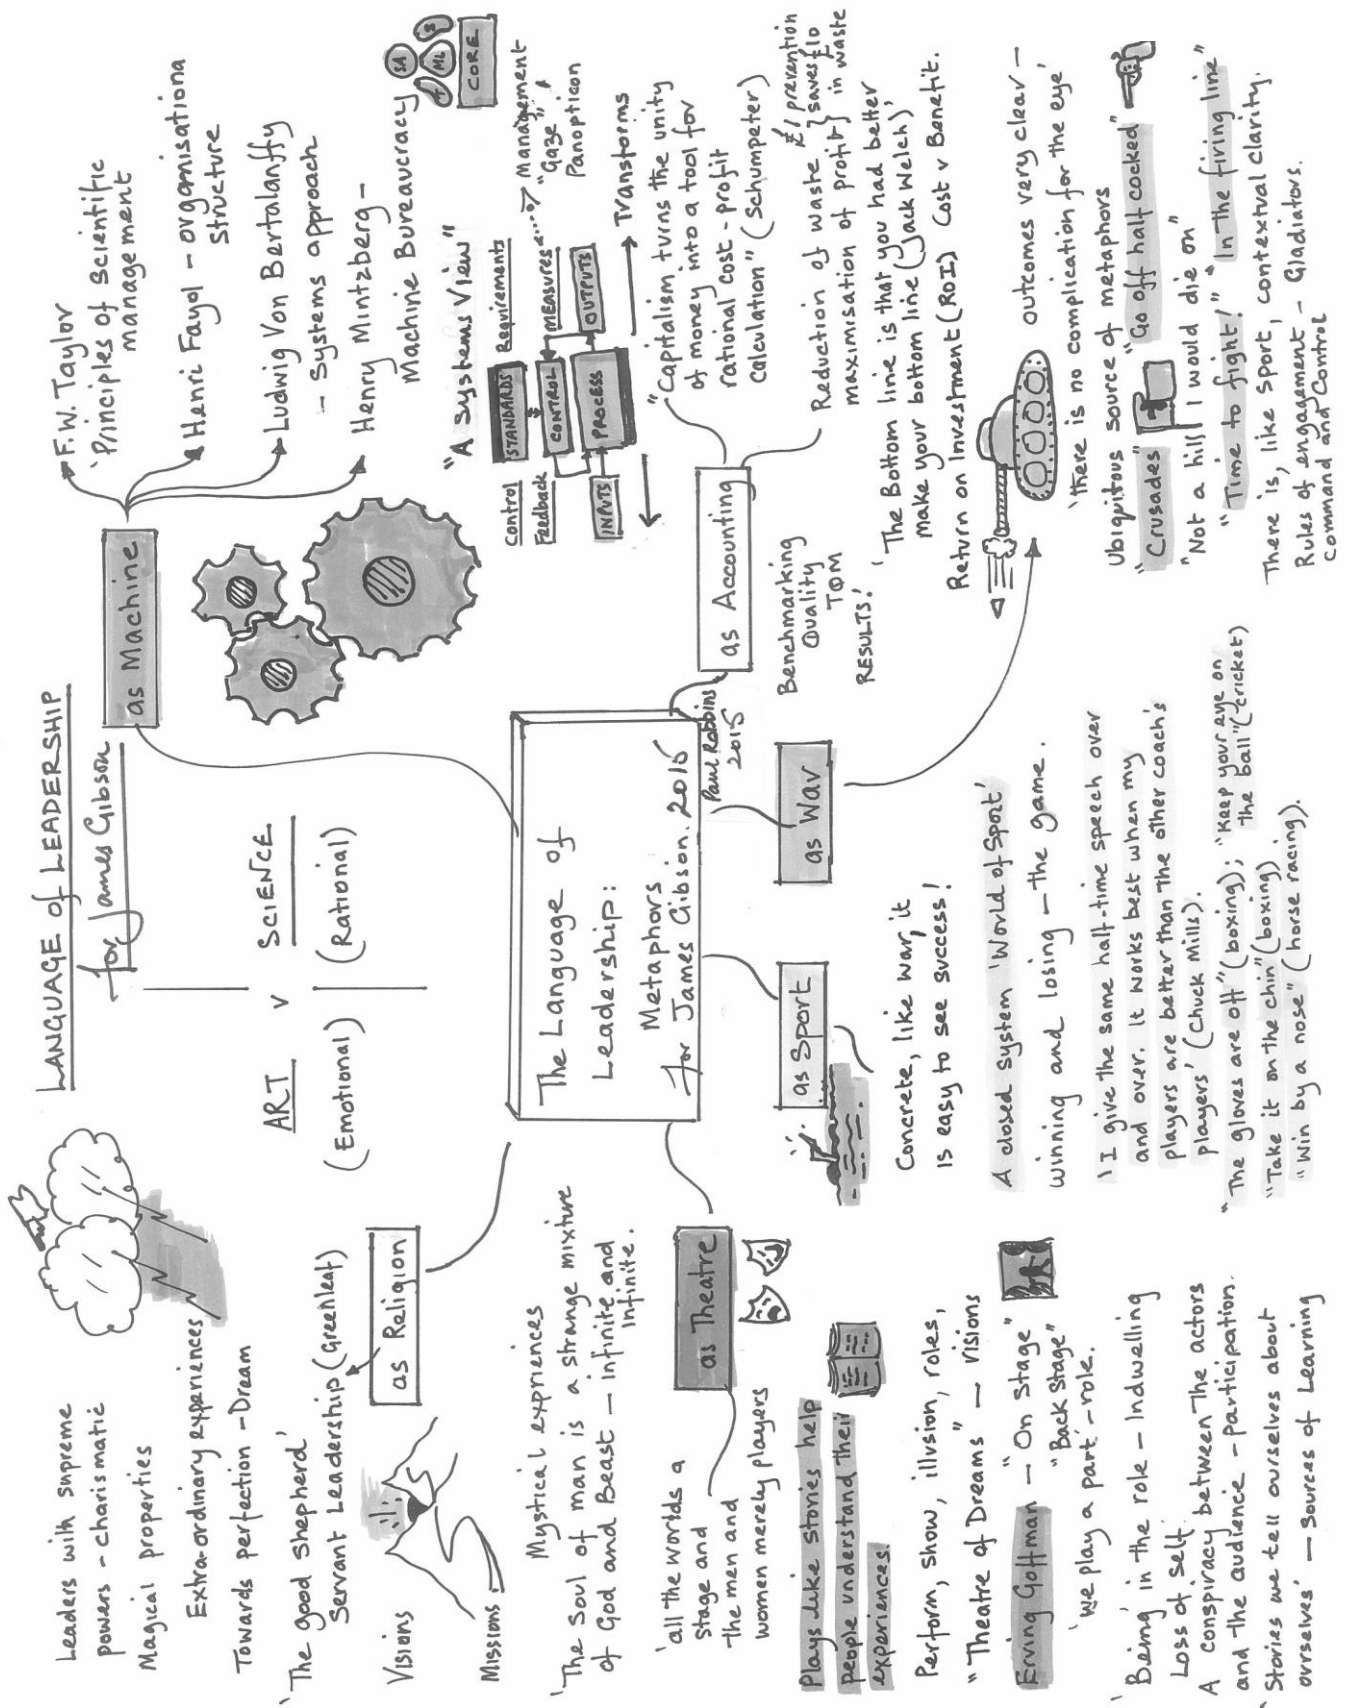 LANGUAGE of LEADERSHIP
for James Gibson
ART v SCIENCE
(Emotional) (Rational)
The Language of
Leadership:
Metaphors
for James Gibson. 2015
Paul Robbins
2015
as Machine
F.W. Taylor
'Principles of Scientific
management
Henri Fayol - organisationa
Structure
Ludwig Von Bertalanffy
- Systems approach
Henry Mintzberg -
Machine Bureaucracy
SA
S
+
ML
CORE
"A Systems View"
Control
Feedback
STANDARDS
Requirements
CONTROL
MEASURES
Management
"Gaze"
Panopticon
INPUTS
PROCESS
OUTPUTS
Transforms
as Accounting
"Capitalism turns the unity
of money into a tool for
rational cost-profit
calculation" (Schumpeter)
Reduction of waste
maximisation of profit
£1 prevention
saves £10
in waste
'The Bottom line is that you had better
make your bottom line (Jack Welch)'
Return on Investment (ROI) Cost v Benefit.
Benchmarking
Quality
TQM
RESULTS!
as War
outcomes very clear -
'there is no complication for the eye'
Ubiquitous source of metaphors
"Crusades" "Go off half cocked"
"Not a hill I would die on"
"Time to fight!" "In the firing line"
There is, like sport, contextual clarity.
Rules of engagement - Gladiators.
Command and Control
as Sport
Concrete, like war, it
is easy to see success!
A closed system 'World of Sport'
winning and losing - the game.
'I give the same half-time speech over
and over. It works best when my
players are better than the other coach's
players' (Chuck Mills).
"The gloves are off" (boxing); "Keep your eye on
the ball" (cricket)
"Take it on the chin" (boxing)
"Win by a nose" (horse racing).
as Theatre
'all the worlds a
stage and
the men and
women merely players
Plays like stories help
people understand their
experiences.
Perform, show, illusion, roles,
"Theatre of Dreams" - visions
Erving Goffman - "On Stage"
"Back Stage"
'we play a part' - role.
'Being' in the role - Indwelling
Loss of self
A conspiracy between the actors
and the audience - participation.
"Stories we tell ourselves about
ourselves' - sources of Learning
as Religion
Leaders with supreme
powers - charismatic
Magical properties
Extra-ordinary experiences
Towards perfection - Dream
'The good shepherd'
Servant Leadership (Greenleaf)
Visions
Missions
Mystical expriences
'The Soul of man is a strange mixture
of God and Beast - infinite and
infinite.